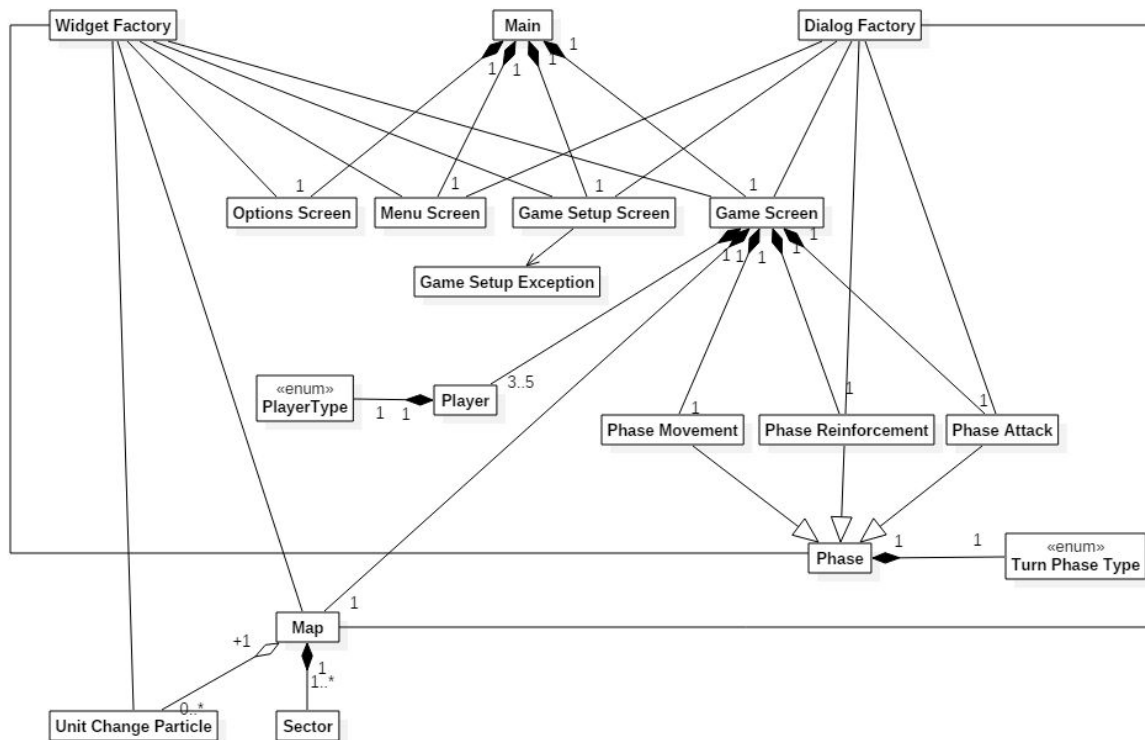 Widget Factory
Main
Dialog Factory
1
1
1
1
1
1
1
1
Options Screen
Menu Screen
Game Setup Screen
Game Screen
1
1
1
1
1
Game Setup Exception
«enum»
PlayerType
1
1
Player
3..5
1
1
1
Phase Movement
Phase Reinforcement
Phase Attack
Phase
1
1
«enum»
Turn Phase Type
1
Map
+1
1
1..*
0..*
Unit Change Particle
Sector